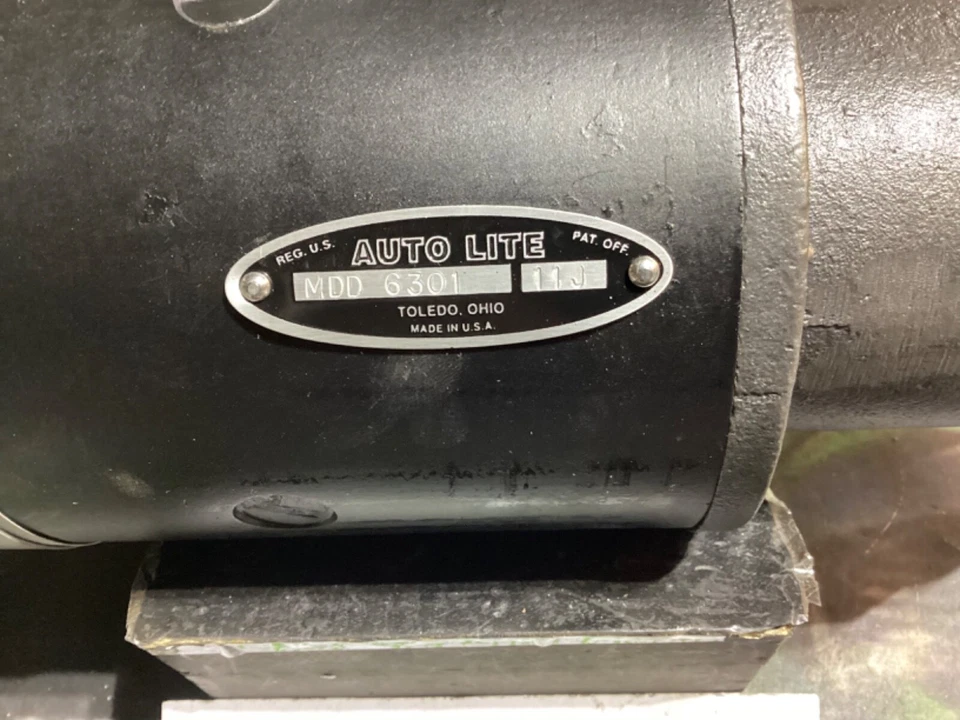 REG. U.S. AUTO LITE PAT. OFF.
MDD 6301 11J
TOLEDO, OHIO
MADE IN U.S.A.